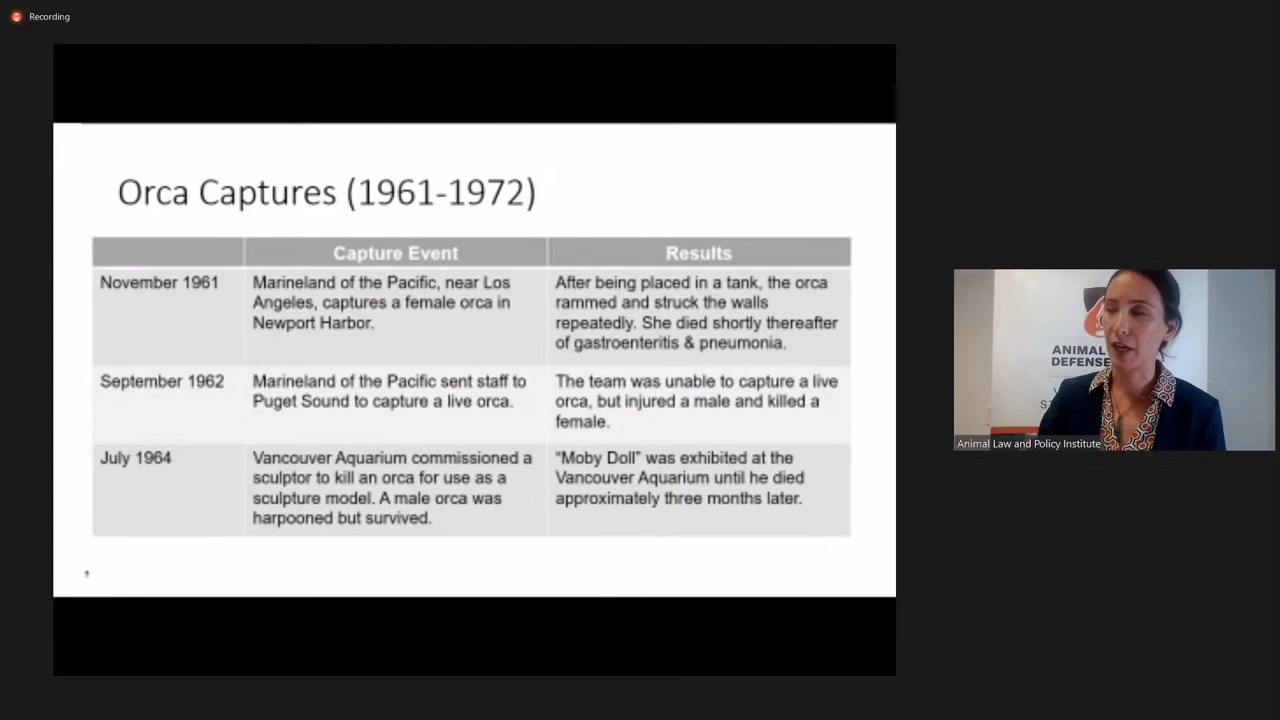 Recording
Orca Captures (1961-1972)
Capture Event
Results
November 1961
Marineland of the Pacific, near Los
Angeles, captures a female orca in
Newport Harbor.
After being placed in a tank, the orca
rammed and struck the walls
repeatedly. She died shortly thereafter
of gastroenteritis & pneumonia.
September 1962
Marineland of the Pacific sent staff to
Puget Sound to capture a live orca.
The team was unable to capture a live
orca, but injured a male and killed a
female.
July 1964
Vancouver Aquarium commissioned a
sculptor to kill an orca for use as a
sculpture model. A male orca was
harpooned but survived.
"Moby Doll" was exhibited at the
Vancouver Aquarium until he died
approximately three months later.
ANIMAL
DEFENSE
Animal Law and Policy Institute